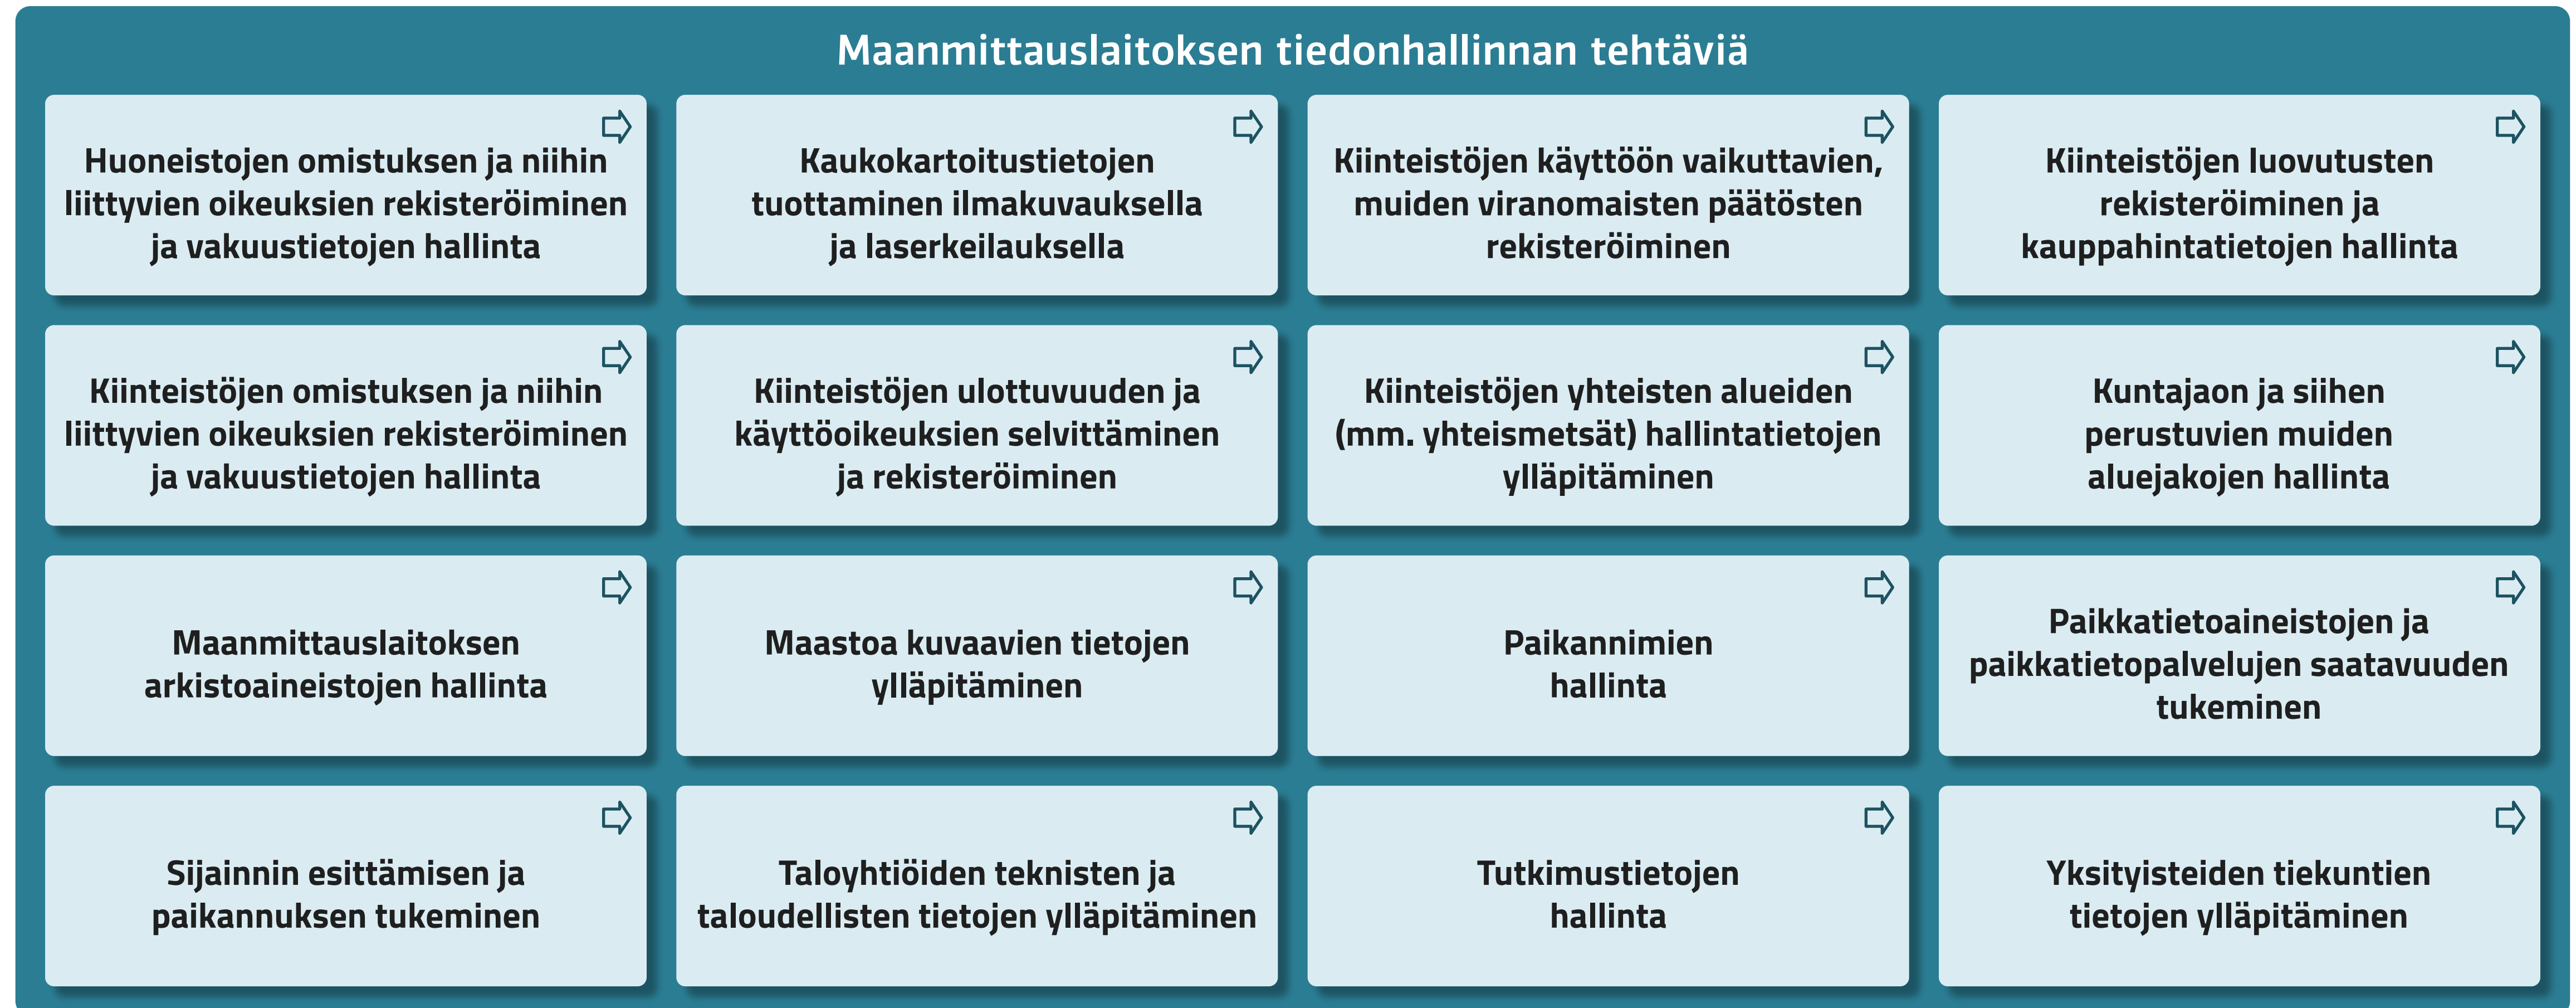 Maanmittauslaitoksen tiedonhallinnan tehtäviä
Huoneistojen omistuksen ja niihin
liittyvien oikeuksien rekisteröiminen
ja vakuustietojen hallinta
Kaukokartoitustietojen
tuottaminen ilmakuvauksella
ja laserkeilauksella
Kiinteistöjen käyttöön vaikuttavien,
muiden viranomaisten päätösten
rekisteröiminen
Kiinteistöjen luovutusten
rekisteröiminen ja
kauppahintatietojen hallinta
Kiinteistöjen omistuksen ja niihin
liittyvien oikeuksien rekisteröiminen
ja vakuustietojen hallinta
Kiinteistöjen ulottuvuuden ja
käyttöoikeuksien selvittäminen
ja rekisteröiminen
Kiinteistöjen yhteisten alueiden
(mm. yhteismetsät) hallintatietojen
ylläpitäminen
Kuntajaon ja siihen
perustuvien muiden
aluejakojen hallinta
Maanmittauslaitoksen
arkistoaineistojen hallinta
Maastoa kuvaavien tietojen
ylläpitäminen
Paikannimien
hallinta
Paikkatietoaineistojen ja
paikkatietopalvelujen saatavuuden
tukeminen
Sijainnin esittämisen ja
paikannuksen tukeminen
Taloyhtiöiden teknisten ja
taloudellisten tietojen ylläpitäminen
Tutkimustietojen
hallinta
Yksityisteiden tiekuntien
tietojen ylläpitäminen